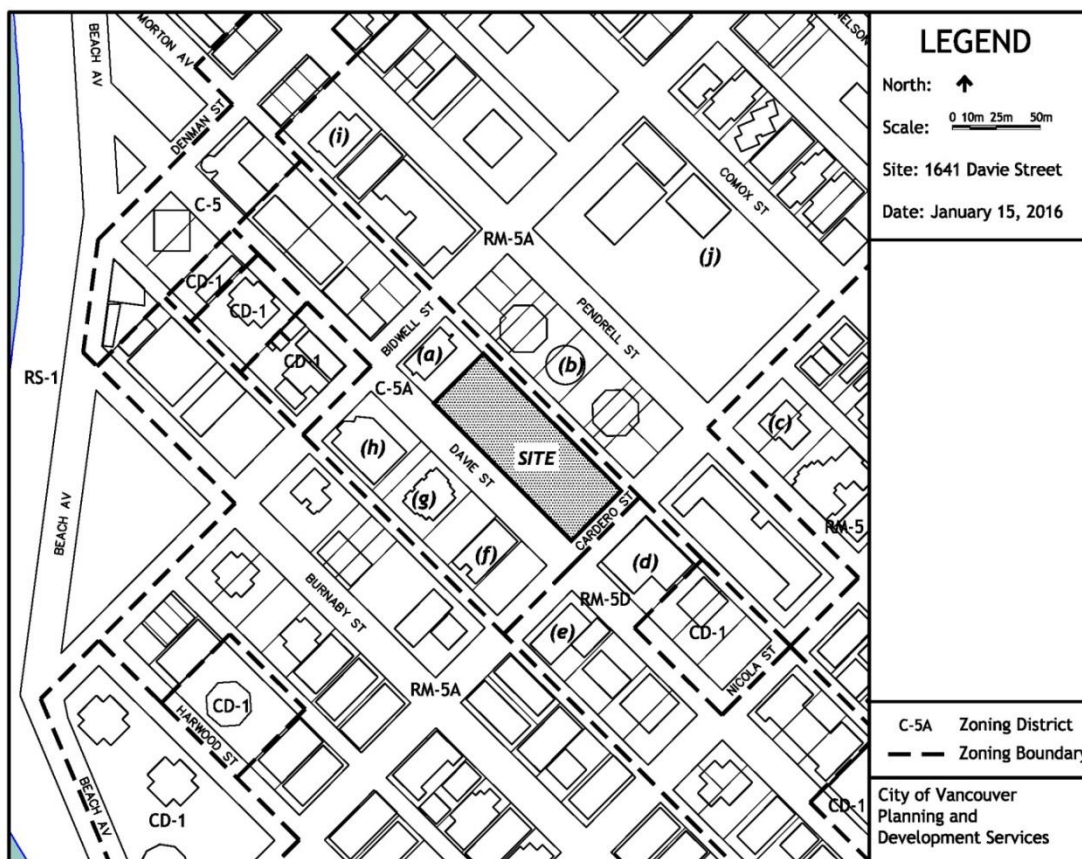 BEACH AV
MORTON AV
DENMAN ST
NELSON
COMOX ST
(i)
C-5
RM-5A
(j)
CD-1
CD-1
CD-1
BIDWELL ST
PENDRELL ST
(a)
(b)
RS-1
C-5A
(c)
(h)
DAVIE ST
SITE
(g)
CARDERO ST
RM-5
(f)
(d)
BEACH AV
BURNABY ST
RM-5D
(e)
CD-1
NICOLA ST
RM-5A
CD-1
HARWOOD ST
BEACH AV
CD-1
CD-1
LEGEND
North:
Scale: 0 10m 25m 50m
Site: 1641 Davie Street
Date: January 15, 2016
C-5A Zoning District
Zoning Boundary
City of Vancouver
Planning and
Development Services